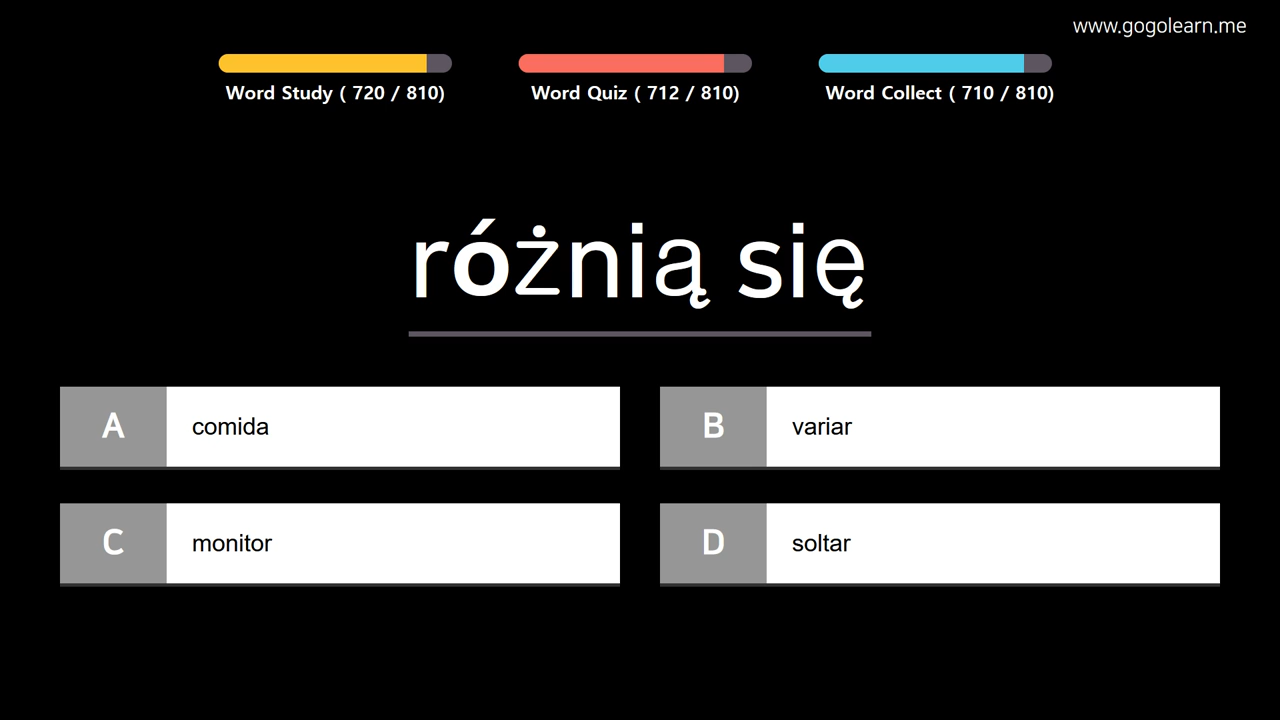 www.gogolearn.me
Word Study ( 720 / 810)
Word Quiz ( 712 / 810)
Word Collect ( 710 / 810)
różnią się
A comida
B variar
C monitor
D soltar